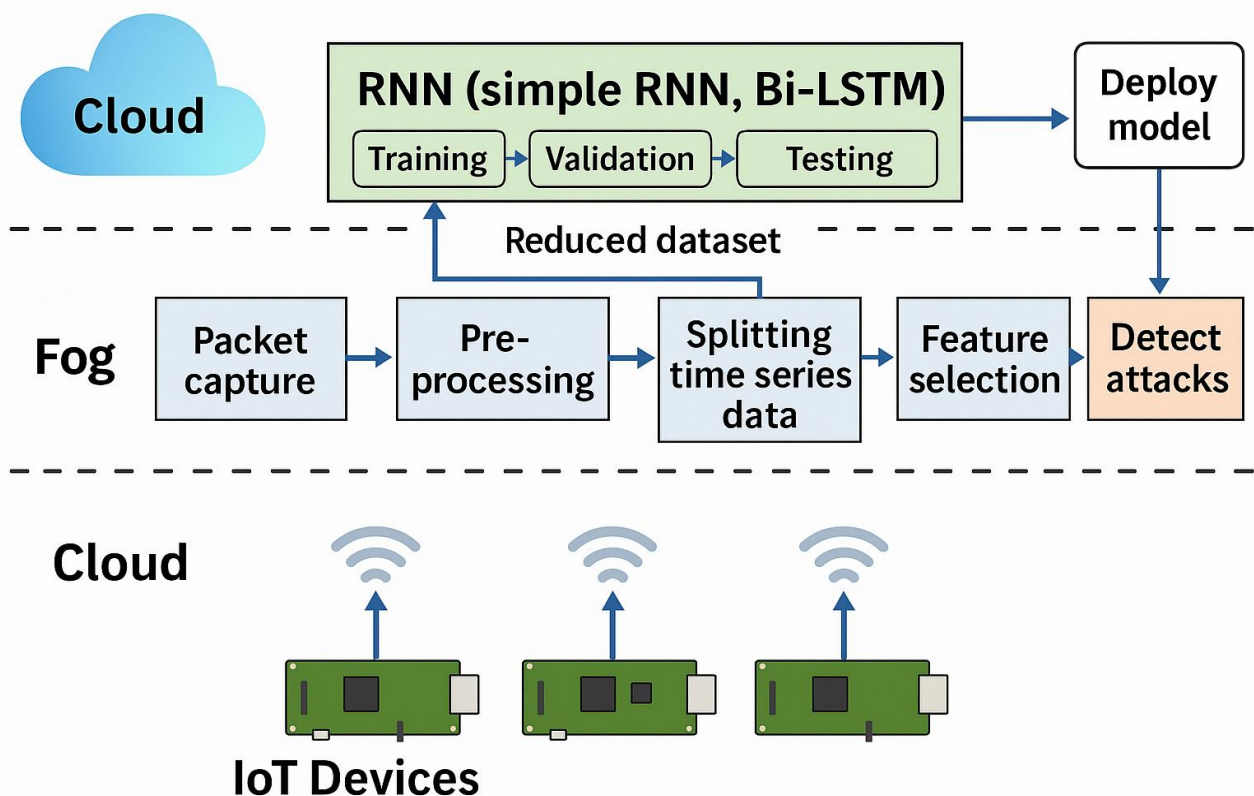 Cloud
RNN (simple RNN, Bi-LSTM)
Training
Validation
Testing
Deploy
model
Reduced dataset
Fog
Packet
capture
Pre-
processing
Splitting
time series
data
Feature
selection
Detect
attacks
Cloud
IoT Devices